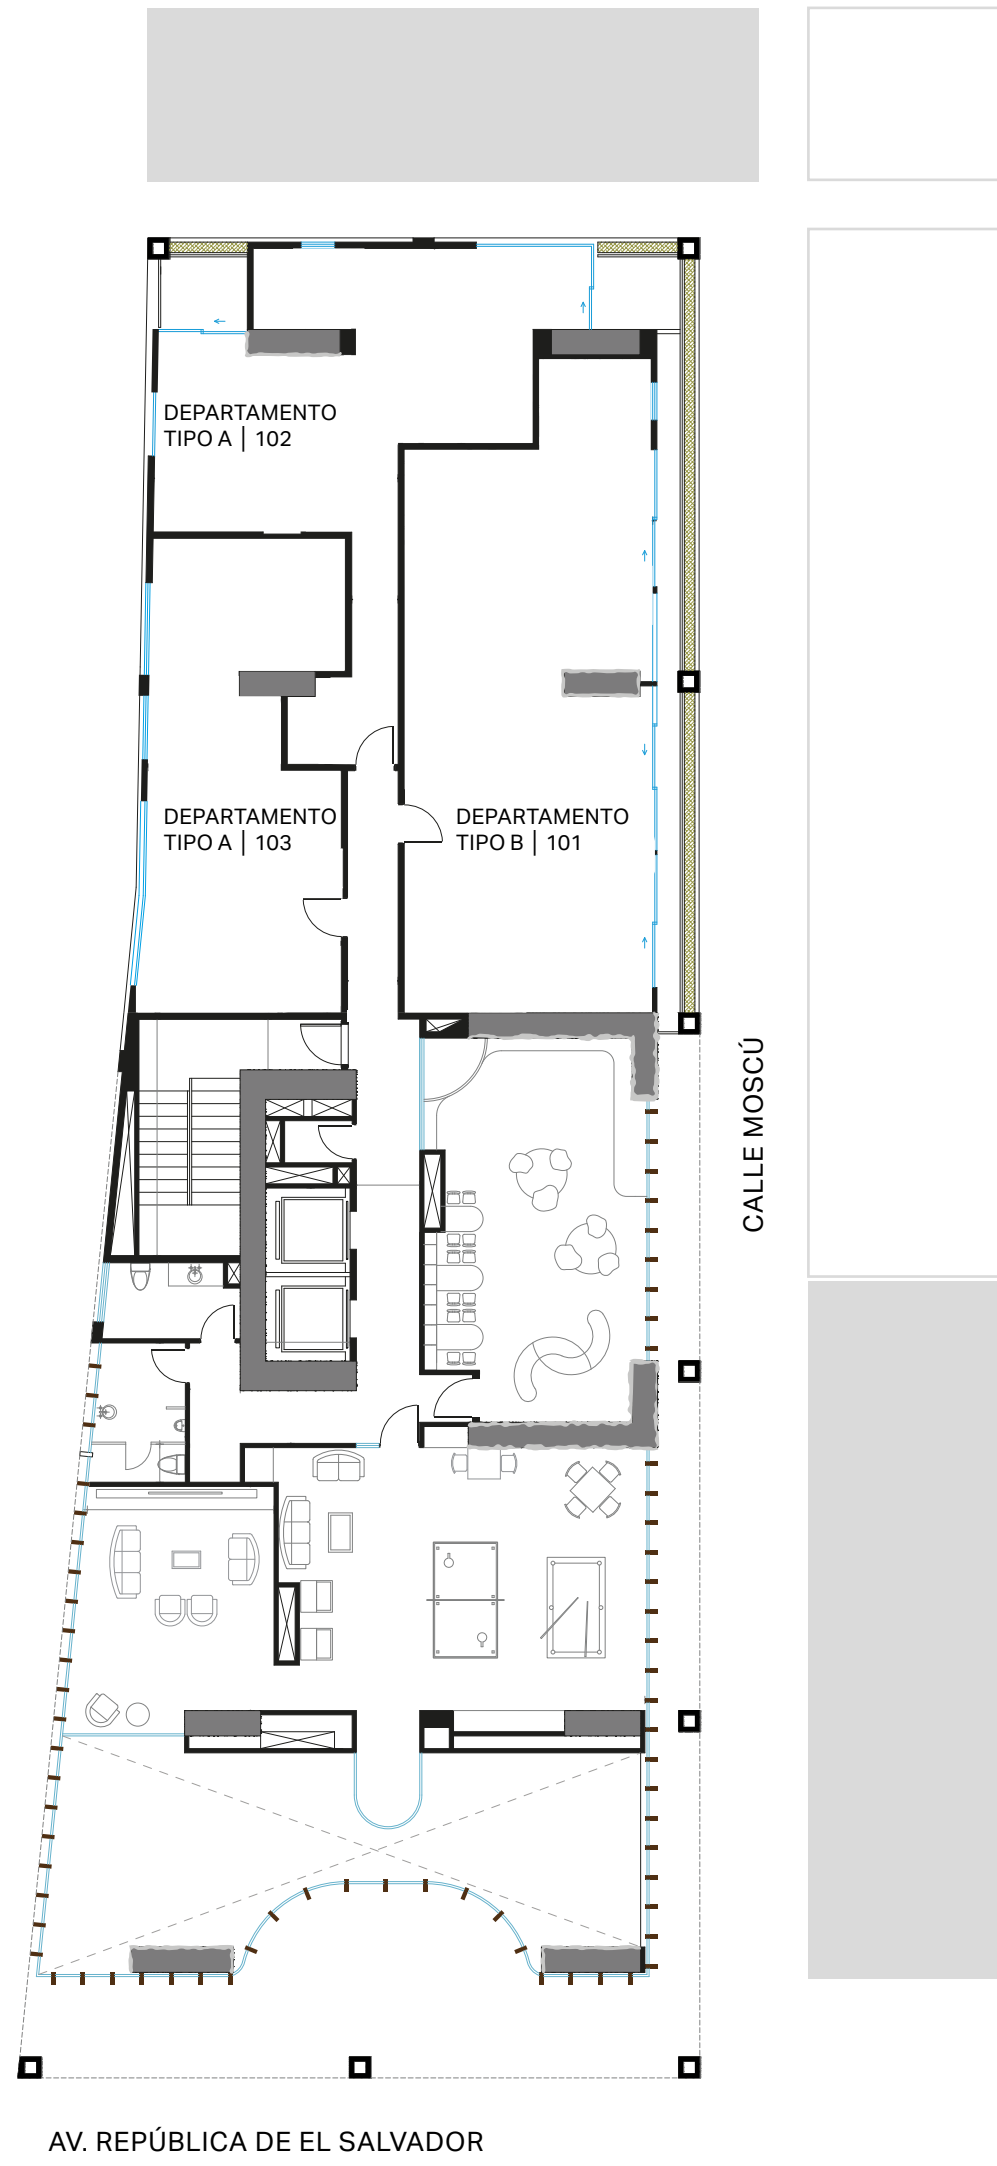 DEPARTAMENTO
TIPO A | 102
DEPARTAMENTO
TIPO A | 103
DEPARTAMENTO
TIPO B | 101
CALLE MOSCÚ
AV. REPÚBLICA DE EL SALVADOR